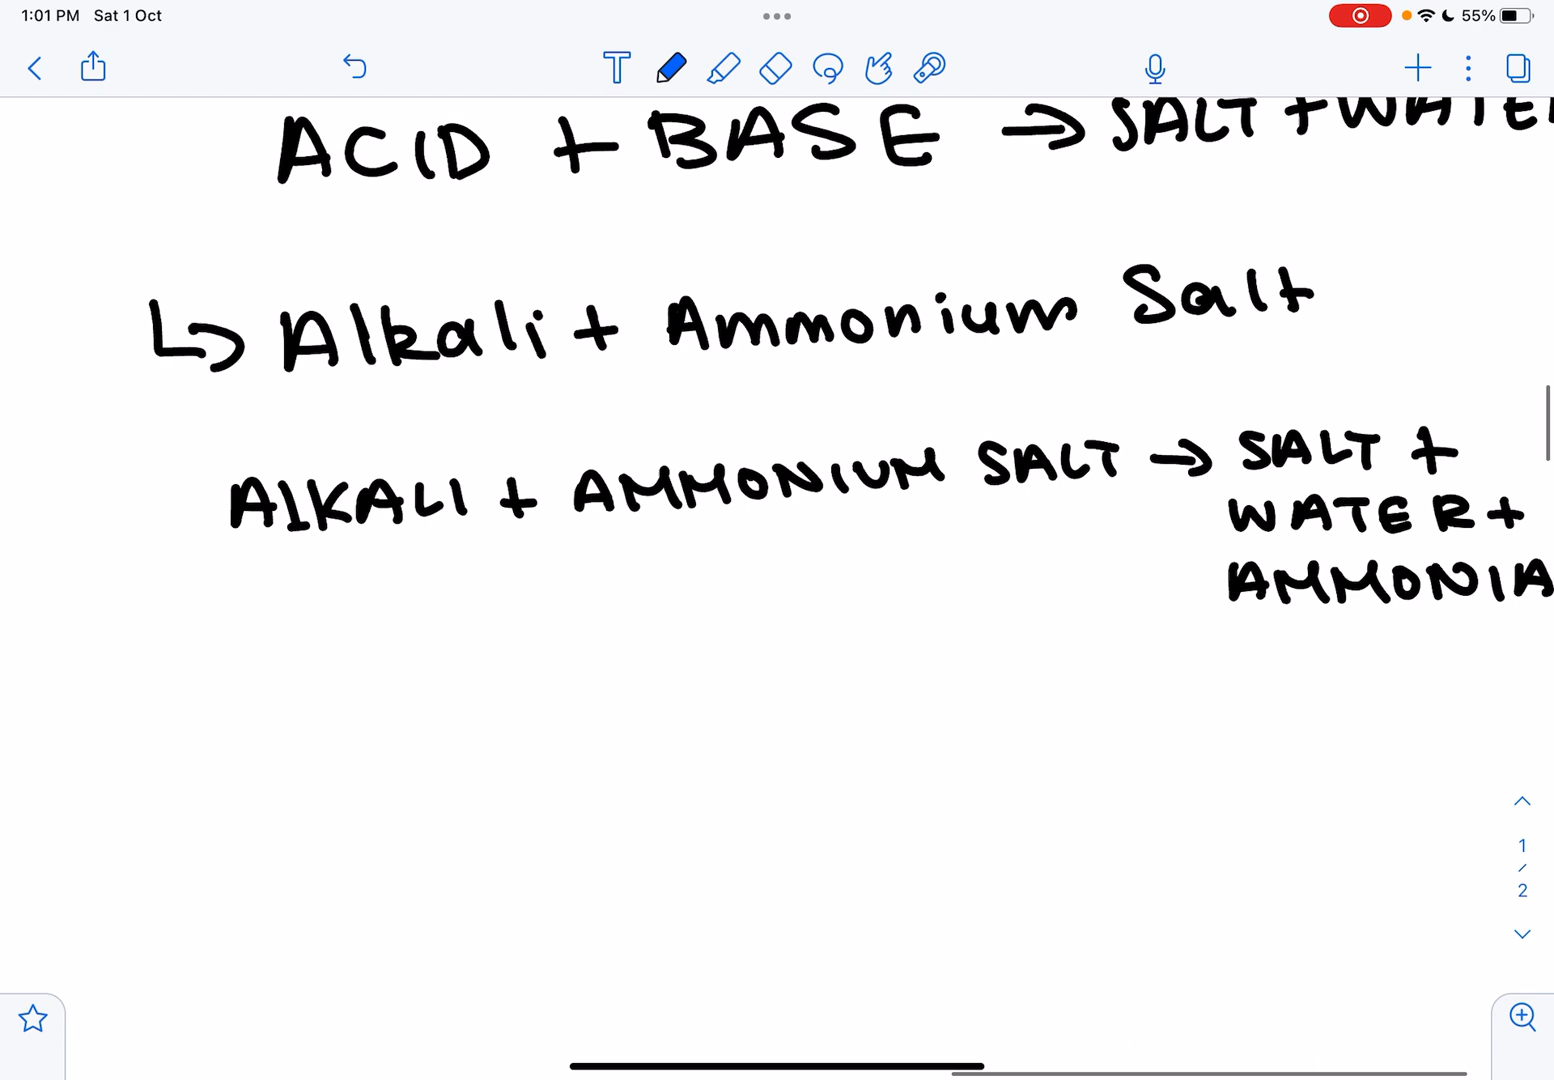 1:01 PM Sat 1 Oct 55%
ACID + BASE → SALT + WATER
↳ Alkali + Ammonium Salt
AlKALI + AMMONIUM SALT → SALT +
WATER +
AMMONIA
1
/
2